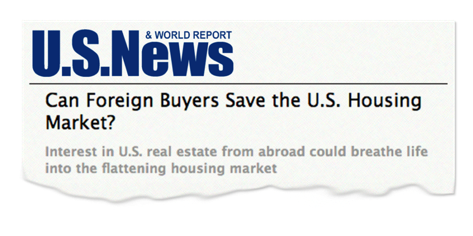 & WORLD REPORT
U.S.News
Can Foreign Buyers Save the U.S. Housing
Market?
Interest in U.S. real estate from abroad could breathe life
into the flattening housing market